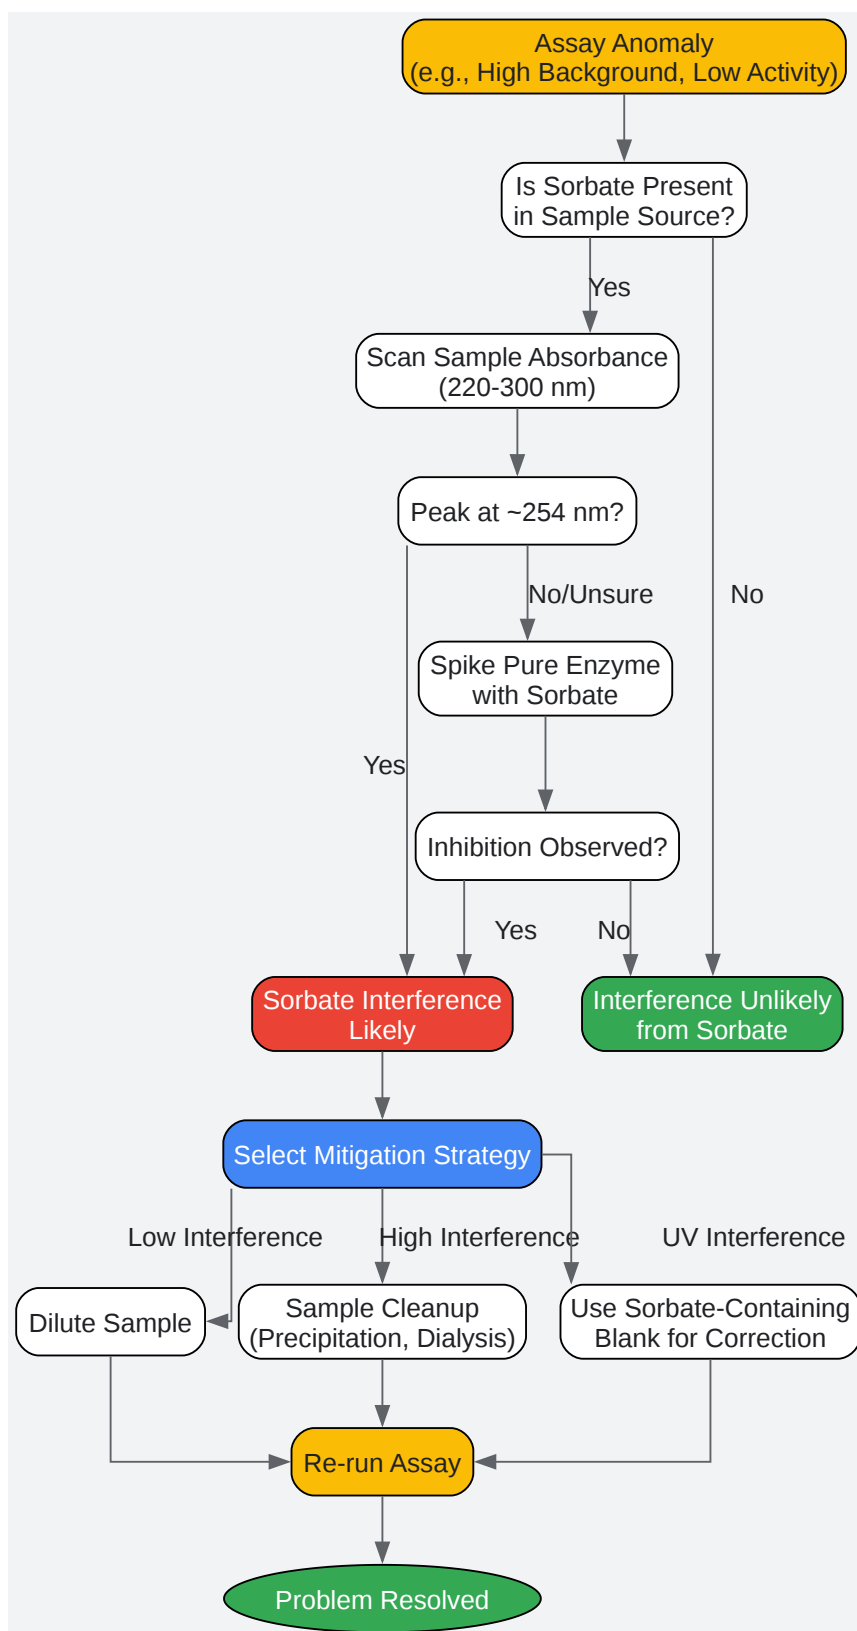 Assay Anomaly
(e.g., High Background, Low Activity)
Is Sorbate Present
in Sample Source?
Yes
Scan Sample Absorbance
(220-300 nm)
Peak at ~254 nm?
No/Unsure
No
Spike Pure Enzyme
with Sorbate
Yes
Inhibition Observed?
Yes
No
Sorbate Interference
Likely
Interference Unlikely
from Sorbate
Select Mitigation Strategy
Low Interference
High Interference
UV Interference
Dilute Sample
Sample Cleanup
(Precipitation, Dialysis)
Use Sorbate-Containing
Blank for Correction
Re-run Assay
Problem Resolved